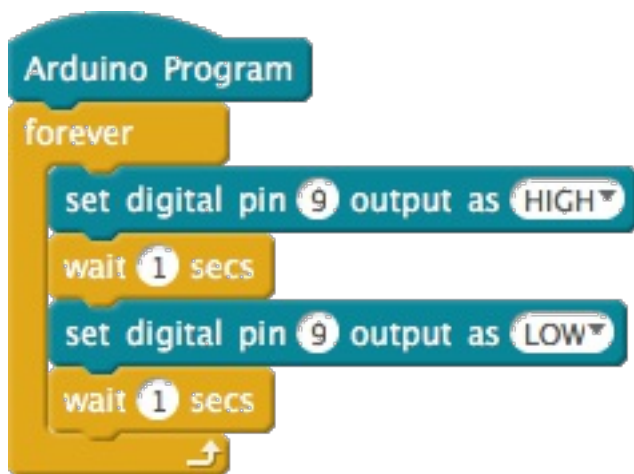 Arduino Program
forever
set digital pin 9 output as HIGH
wait 1 secs
set digital pin 9 output as LOW
wait 1 secs